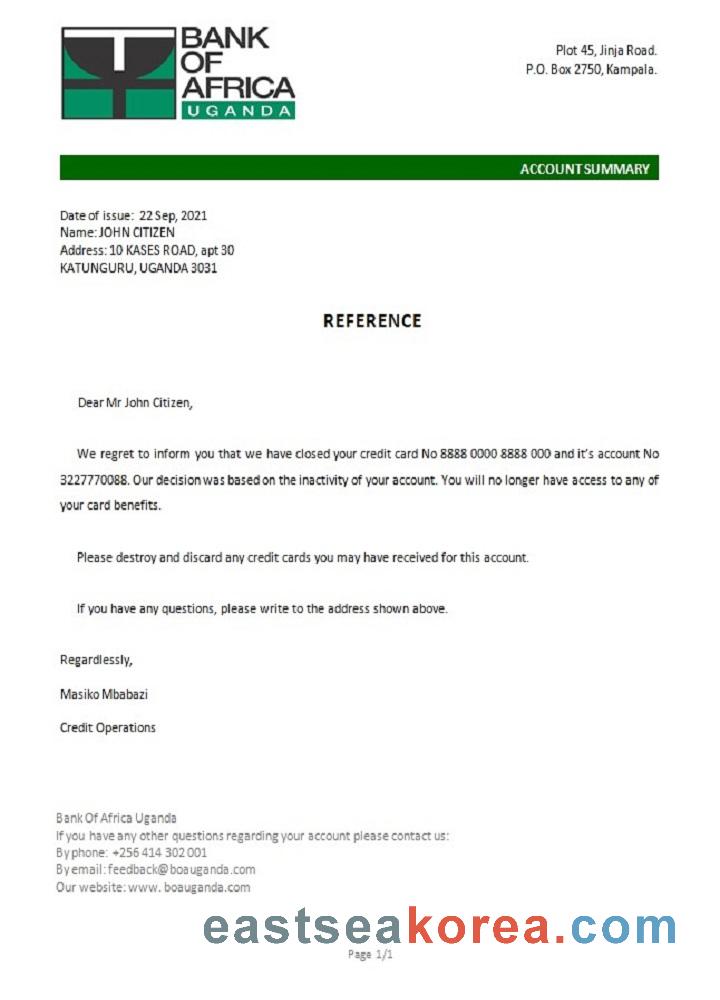 BANK
OF
AFRICA
UGANDA
Plot 45, Jinja Road.
P.O. Box 2750, Kampala.
ACCOUNT SUMMARY
Date of issue: 22 Sep, 2021
Name: JOHN CITIZEN
Address: 10 KASES ROAD, apt 30
KATUNGURU, UGANDA 3031
REFERENCE
Dear Mr John Citizen,
We regret to inform you that we have closed your credit card No 8888 0000 8888 000 and it's account No
3227770088. Our decision was based on the inactivity of your account. You will no longer have access to any of
your card benefits.
Please destroy and discard any credit cards you may have received for this account.
If you have any questions, please write to the address shown above.
Regardlessly,
Masiko Mbabazi
Credit Operations
Bank Of Africa Uganda
If you have any other questions regarding your account please contact us:
By phone: +256 414 302 001
By email: feedback@boauganda.com
Our website: www. boauganda.com
eastseakorea.com
Page 1/1